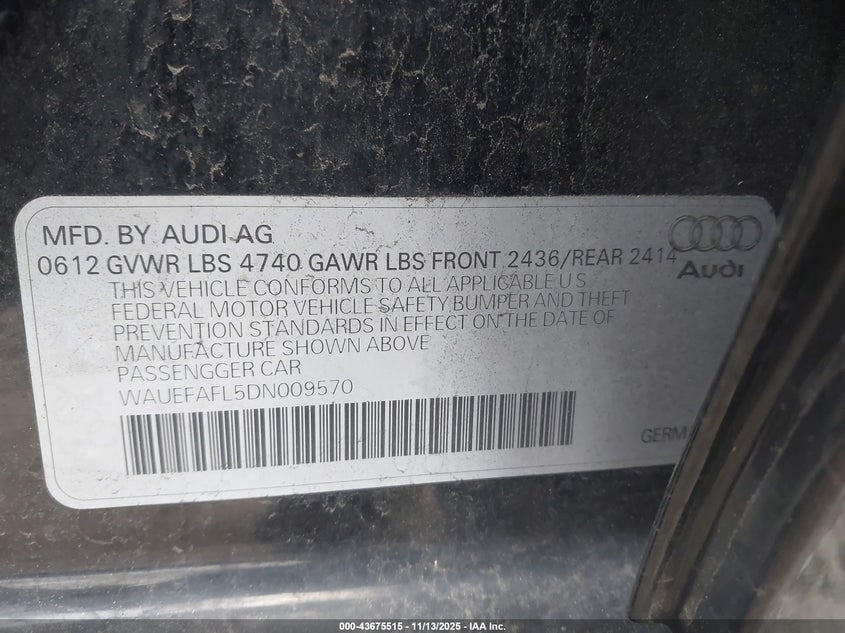 MFD. BY AUDI AG
0612 GVWR LBS 4740 GAWR LBS FRONT 2436/REAR 2414
Audi
THIS VEHICLE CONFORMS TO ALL APPLICABLE U S
FEDERAL MOTOR VEHICLE SAFETY BUMPER AND THEFT
PREVENTION STANDARDS IN EFFECT ON THE DATE OF
MANUFACTURE SHOWN ABOVE
PASSENGGER CAR
WAUEFAFL5DN009570
GERM
000-43675515 - 11/13/2025 - IAA Inc.